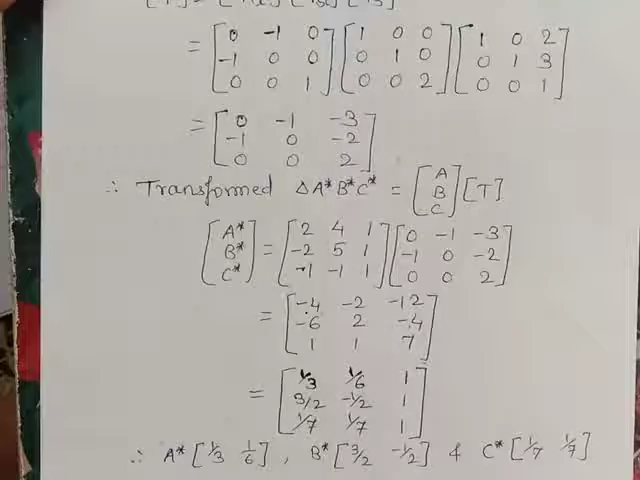 = [0 -1 0] [1 0 0] [1 0 2]
[-1 0 0] [0 1 0] [0 1 3]
[0 0 1] [0 0 2] [0 0 1]
= [0 -1 -3]
[-1 0 -2]
[0 0 2]
∴ Transformed ΔA*B*C* = [A B C] [T]
[A*] = [2 4 1] [0 -1 -3]
[B*] [-2 5 1] [-1 0 -2]
[C*] [-1 -1 1] [0 0 2]
= [-4 -2 -12]
[-6 2 -4]
[1 1 7]
= [1/3 1/6 1]
[3/2 -1/2 1]
[1/7 1/7 1]
∴ A* [1/3 1/6], B* [3/2 -1/2] & C* [1/7 1/7]